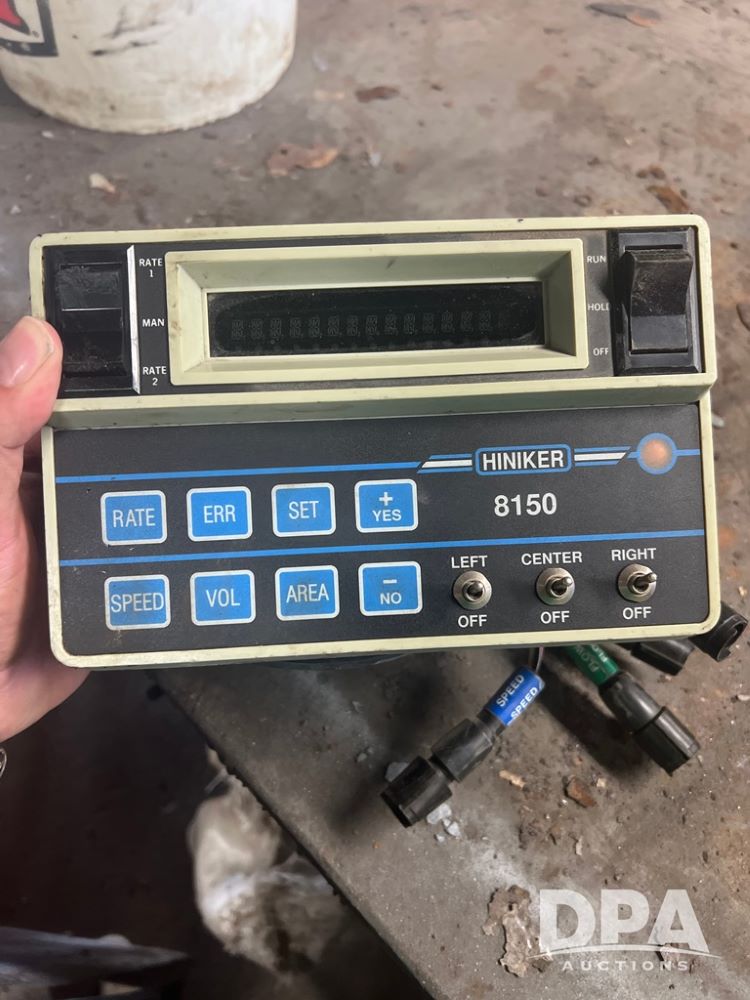 RATE
1
MAN
RATE
2
RUN
HOLD
OFF
HINIKER
8150
RATE
ERR
SET
+
YES
SPEED
VOL
AREA
−
NO
LEFT
OFF
CENTER
OFF
RIGHT
OFF
SPEED
SPEED
FLOW
DPA
AUCTIONS